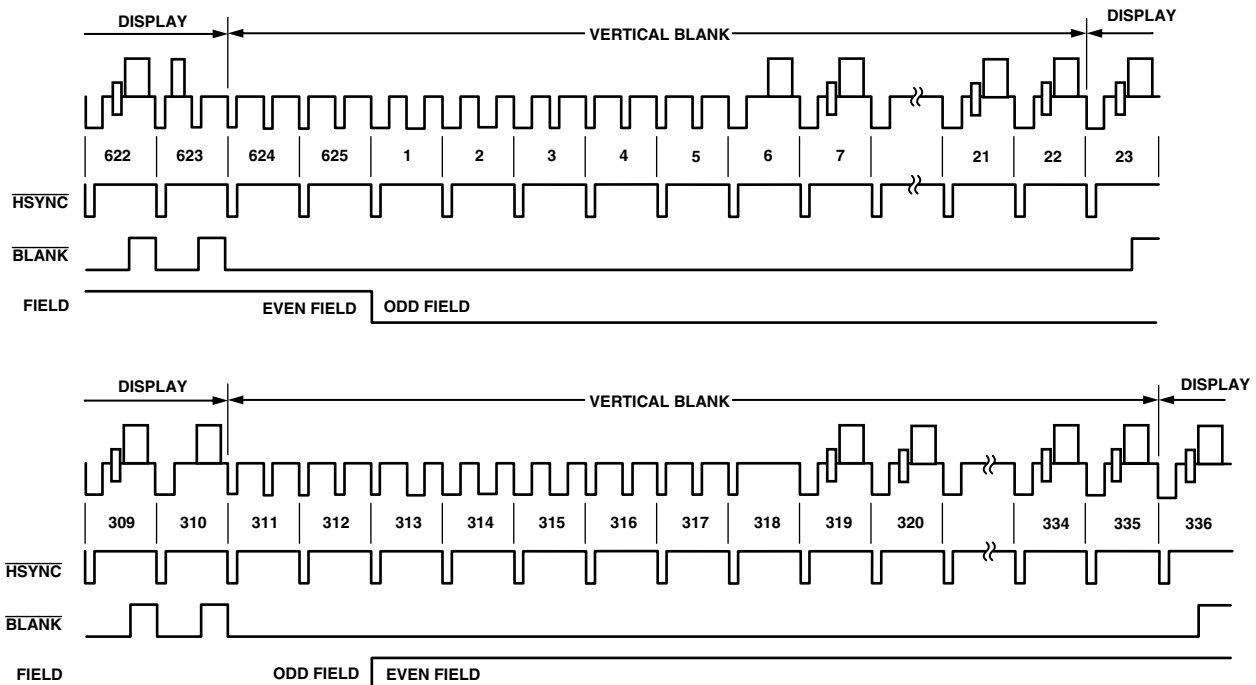 DISPLAY VERTICAL BLANK DISPLAY
622 623 624 625 1 2 3 4 5 6 7 21 22 23
HSYNC
BLANK
FIELD EVEN FIELD ODD FIELD
DISPLAY VERTICAL BLANK DISPLAY
309 310 311 312 313 314 315 316 317 318 319 320 334 335 336
HSYNC
BLANK
FIELD ODD FIELD EVEN FIELD